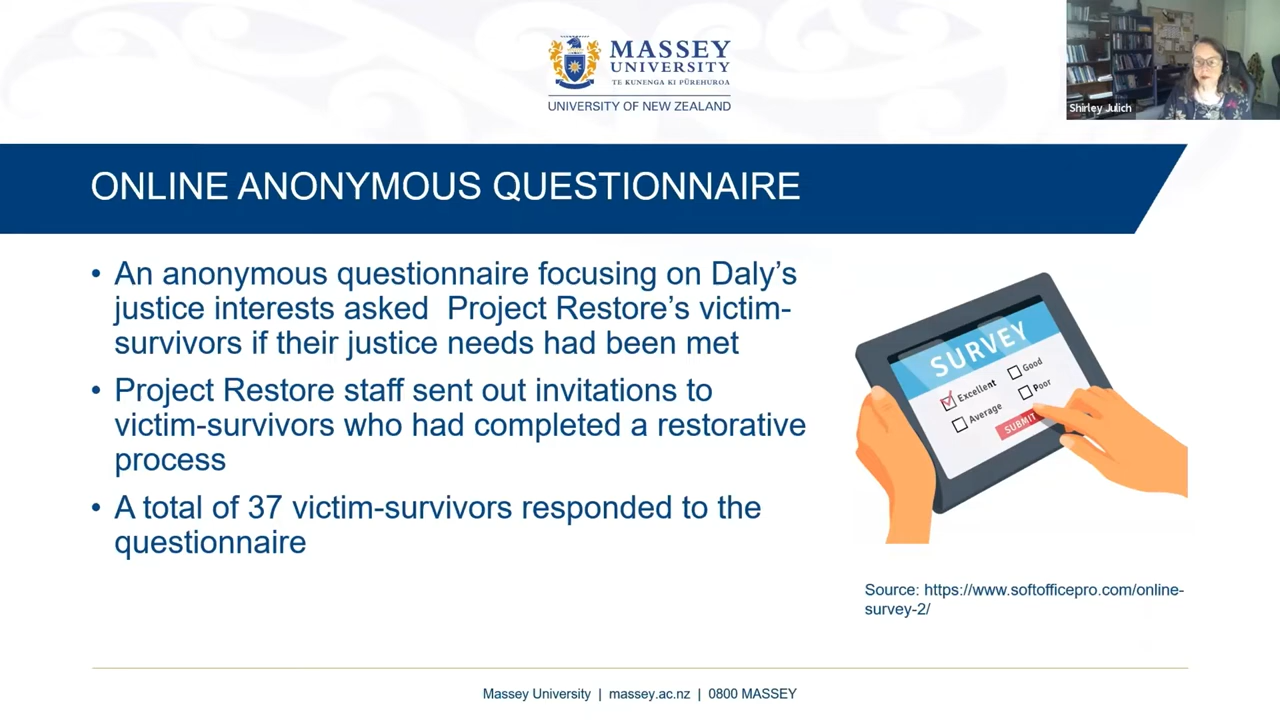 MASSEY
UNIVERSITY
TE KUNENGA KI PŪREHUROA
UNIVERSITY OF NEW ZEALAND
Shirley Julich
ONLINE ANONYMOUS QUESTIONNAIRE
• An anonymous questionnaire focusing on Daly's
justice interests asked  Project Restore's victim-
survivors if their justice needs had been met
• Project Restore staff sent out invitations to
victim-survivors who had completed a restorative
process
• A total of 37 victim-survivors responded to the
questionnaire
SURVEY
Excellent
Good
Average
Poor
SUBMIT
Source: https://www.softofficepro.com/online-
survey-2/
Massey University | massey.ac.nz | 0800 MASSEY